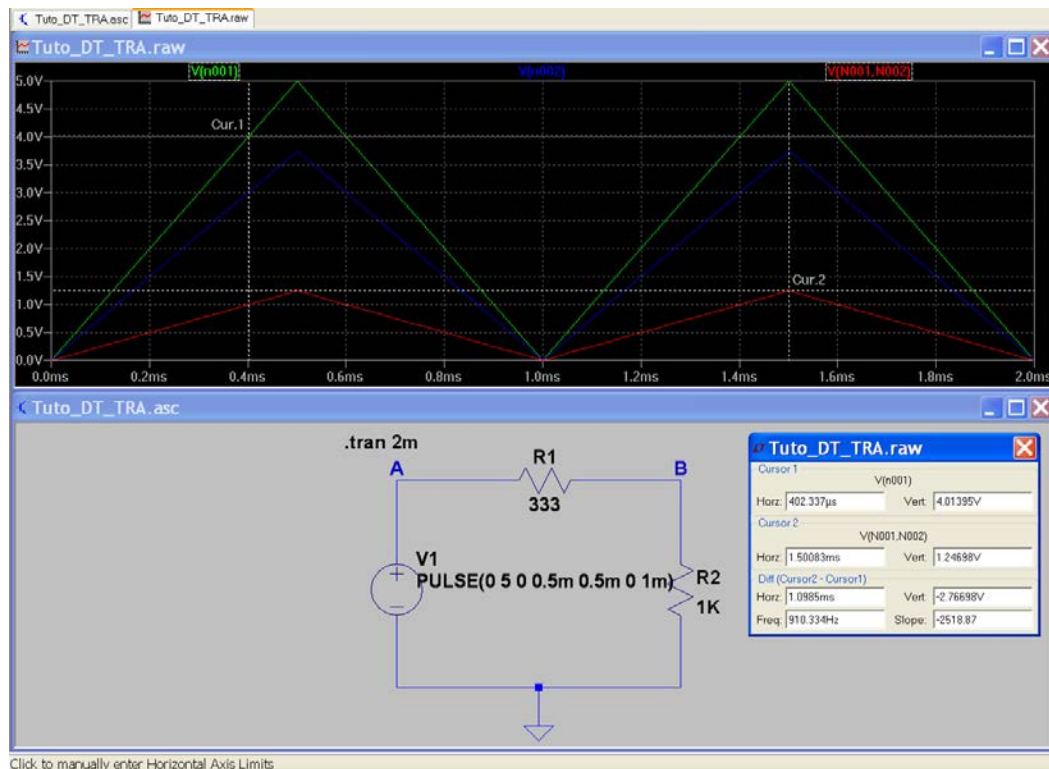 Tuto_DT_TRA.asc Tuto_DT_TRA.raw
Tuto_DT_TRA.raw
V(n001) V(n002) V(N001,N002)
5.0V
4.5V
Cur.1
4.0V
3.5V
3.0V
2.5V
2.0V
1.5V
Cur.2
1.0V
0.5V
0.0V
0.0ms 0.2ms 0.4ms 0.6ms 0.8ms 1.0ms 1.2ms 1.4ms 1.6ms 1.8ms 2.0ms
Tuto_DT_TRA.asc
.tran 2m
A R1 B
333
V1
PULSE(0 5 0 0.5m 0.5m 0 1m)
R2
1K
Tuto_DT_TRA.raw
Cursor 1
V(n001)
Horz: 402.337µs Vert: 4.01395V
Cursor 2
V(N001,N002)
Horz: 1.50083ms Vert: 1.24698V
Diff (Cursor2 - Cursor1)
Horz: 1.0985ms Vert: -2.76698V
Freq: 910.334Hz Slope: -2518.87
Click to manually enter Horizontal Axis Limits